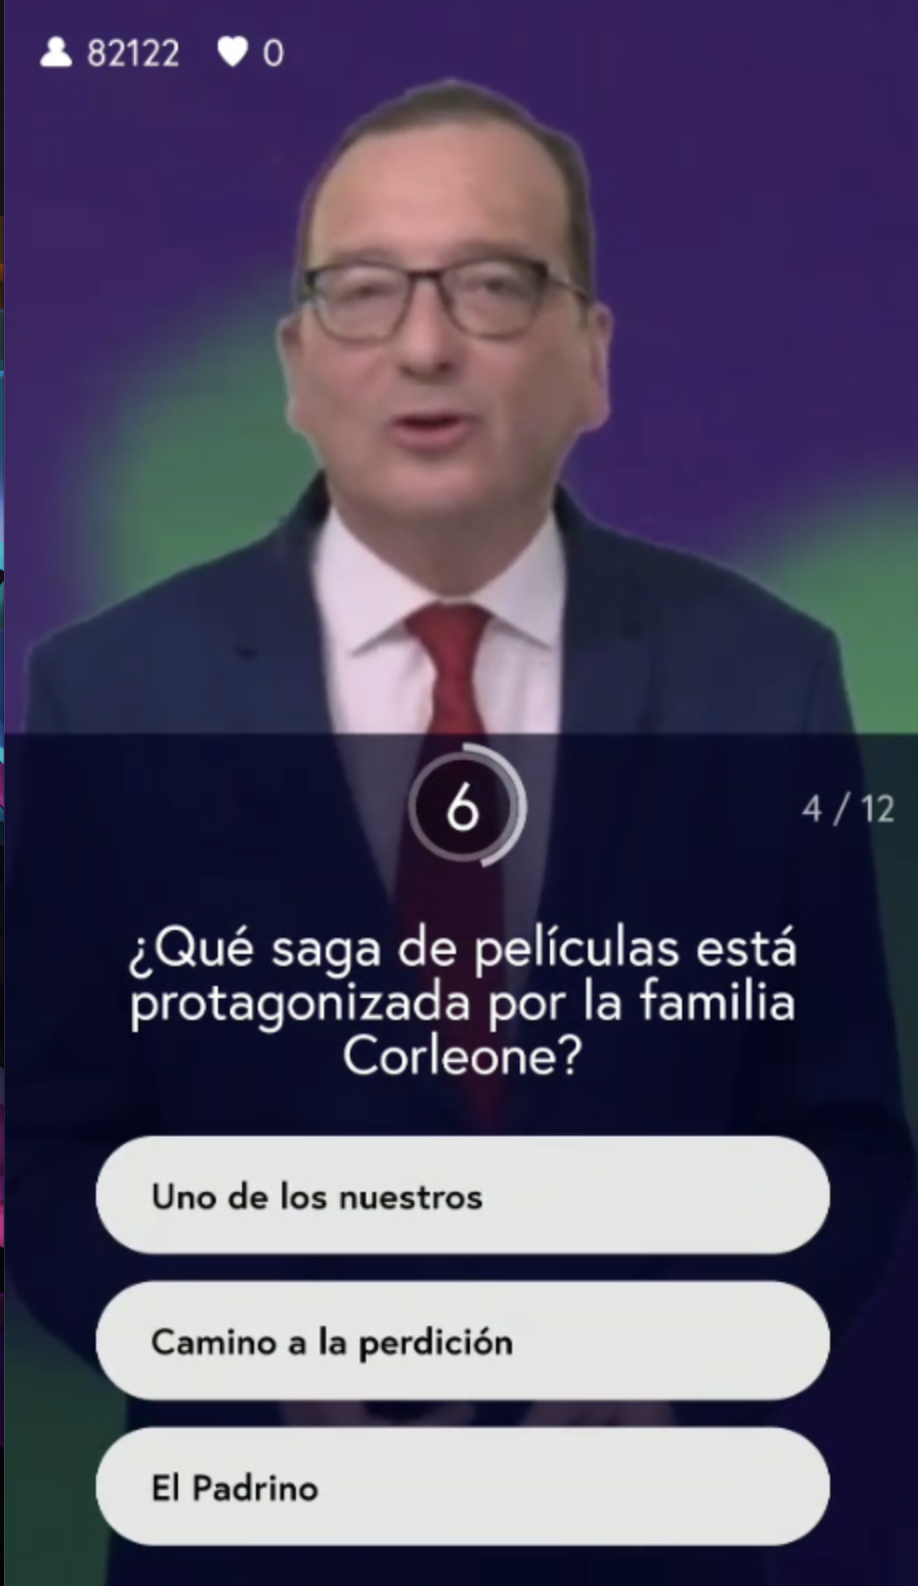 82122 0
6
4 / 12
¿Qué saga de películas está
protagonizada por la familia
Corleone?
Uno de los nuestros
Camino a la perdición
El Padrino